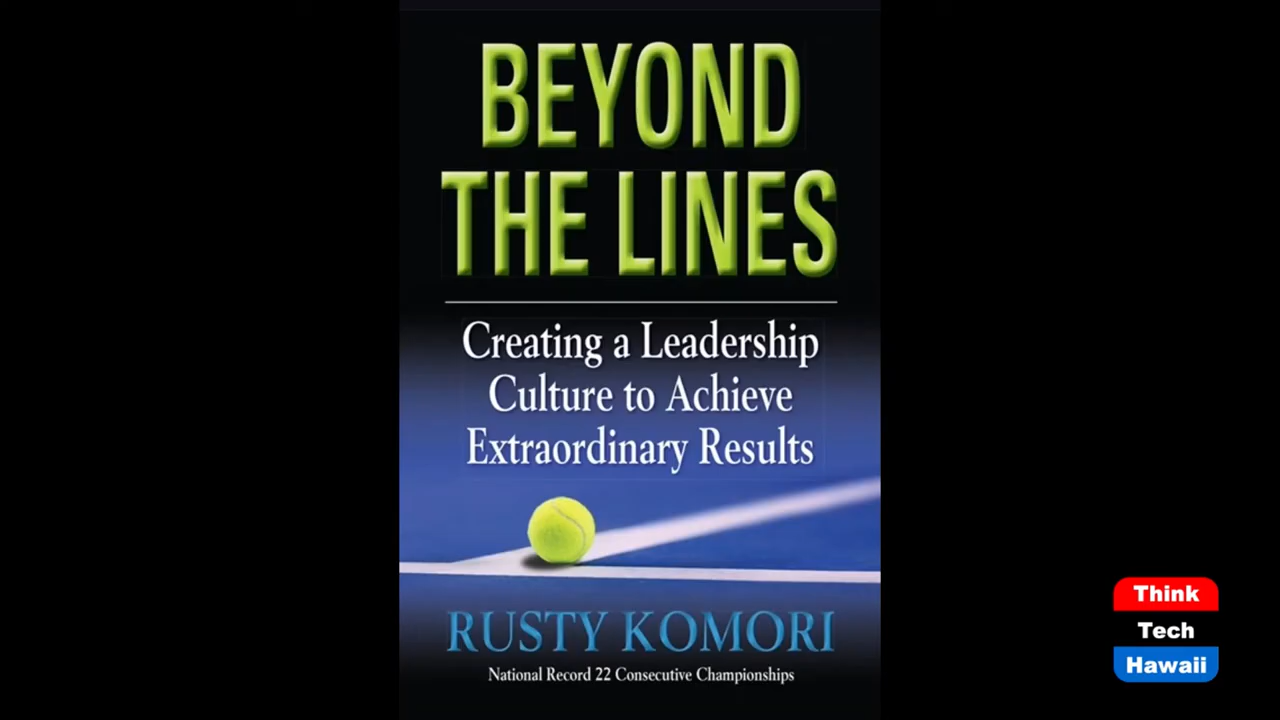 BEYOND
THE LINES
Creating a Leadership
Culture to Achieve
Extraordinary Results
RUSTY KOMORI
National Record 22 Consecutive Championships
Think
Tech
Hawaii